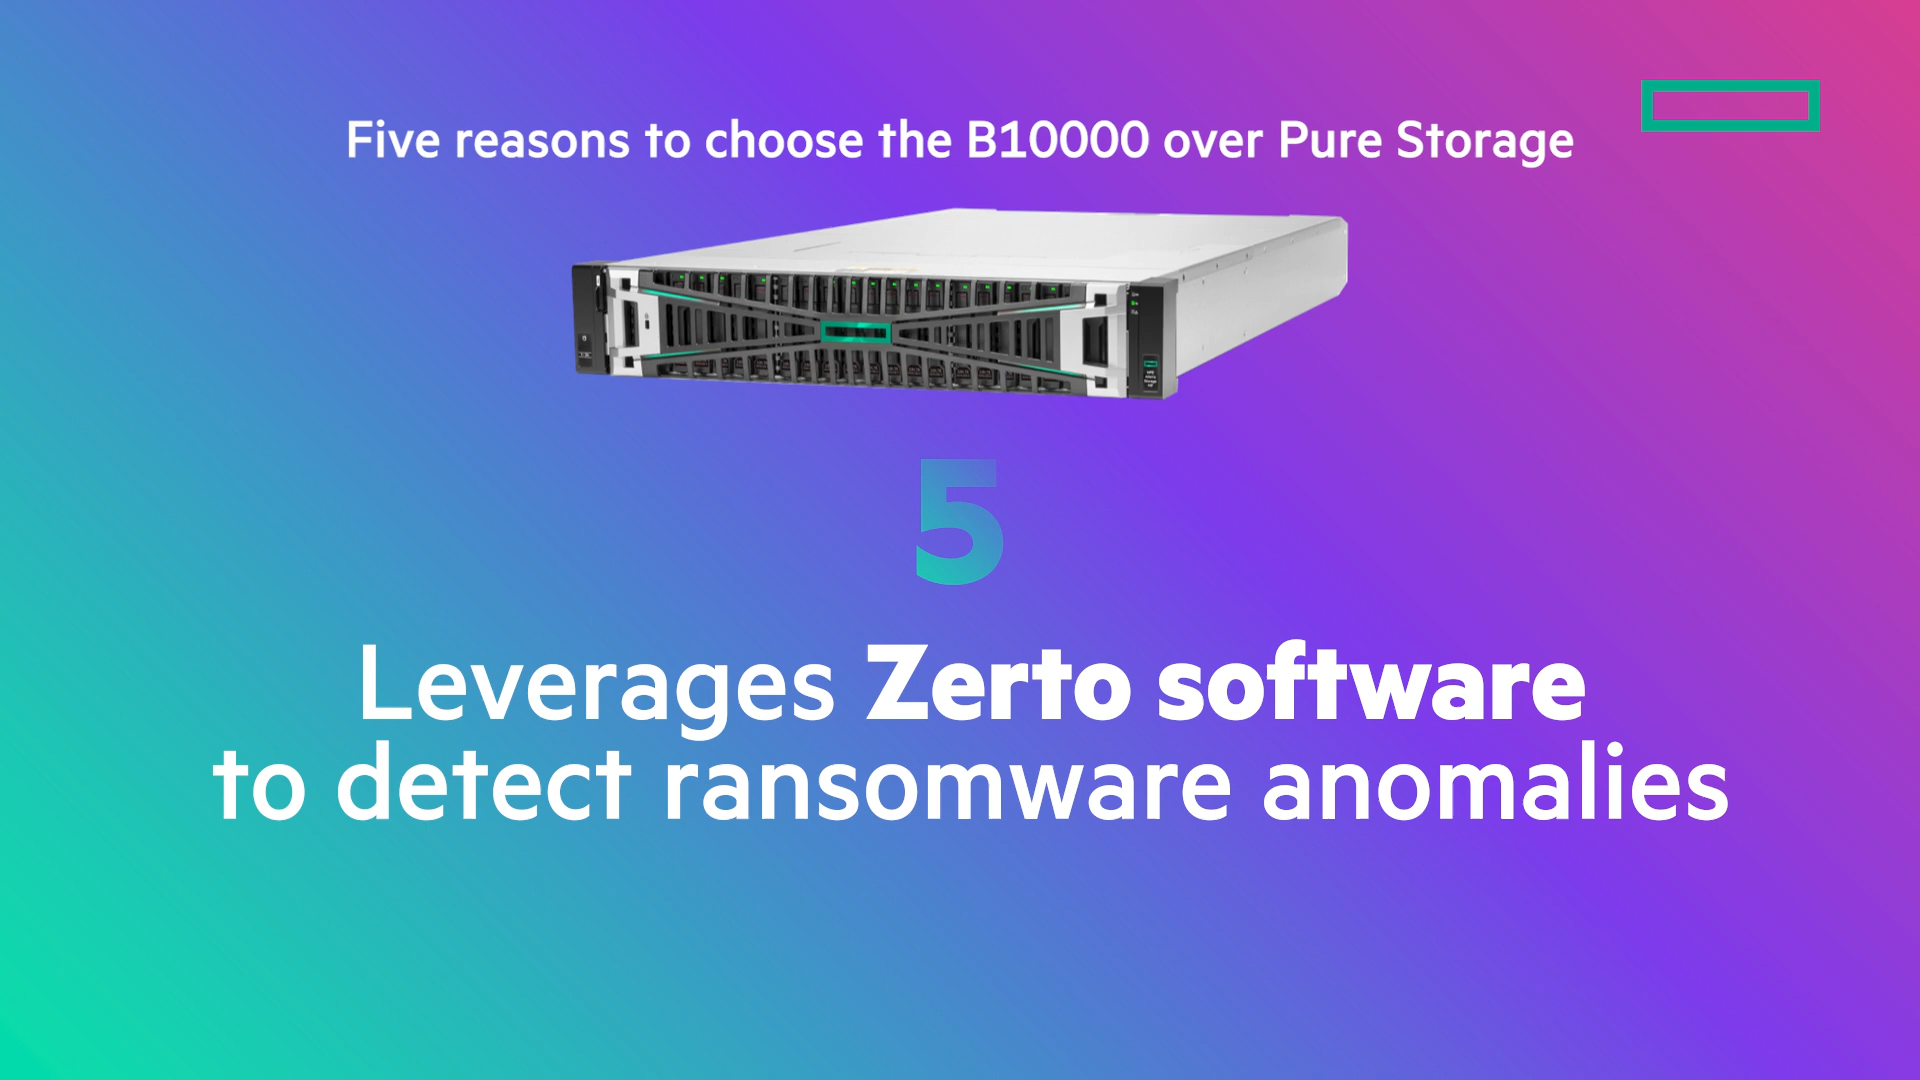 Five reasons to choose the B10000 over Pure Storage
5
Leverages Zerto software
to detect ransomware anomalies